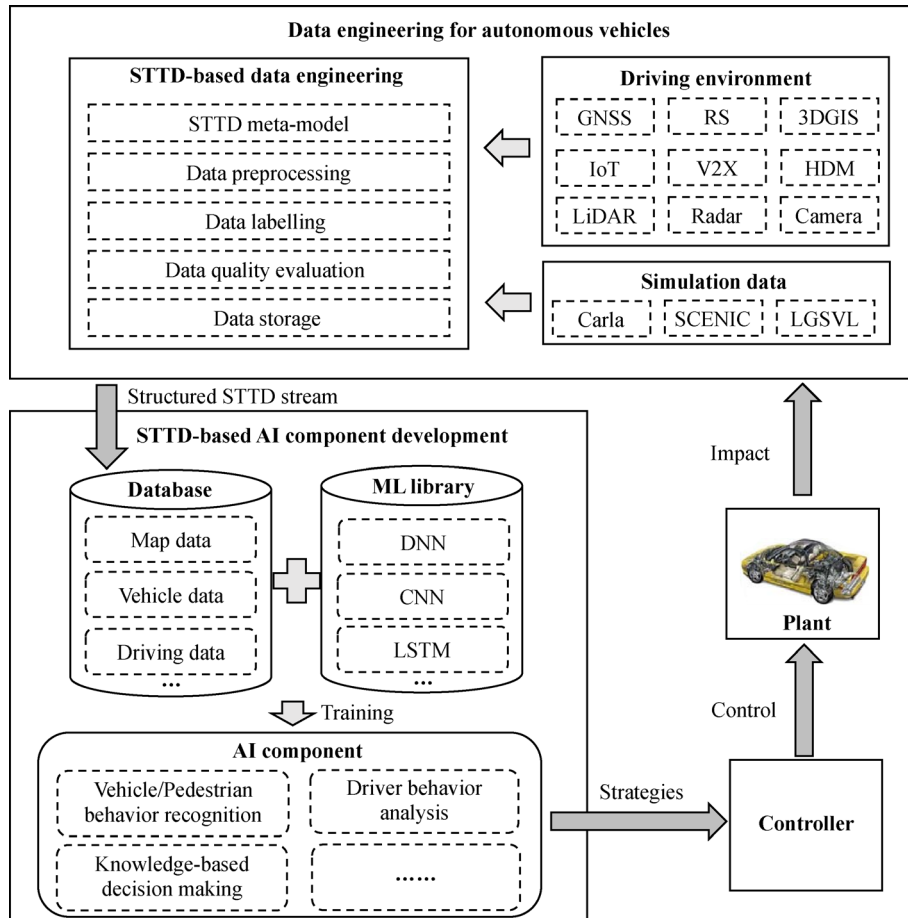 Data engineering for autonomous vehicles
STTD-based data engineering
STTD meta-model
Data preprocessing
Data labelling
Data quality evaluation
Data storage
Driving environment
GNSS
RS
3DGIS
IoT
V2X
HDM
LiDAR
Radar
Camera
Simulation data
Carla
SCENIC
LGSVL
Structured STTD stream
STTD-based AI component development
Database
Map data
Vehicle data
Driving data
...
ML library
DNN
CNN
LSTM
...
Training
AI component
Vehicle/Pedestrian
behavior recognition
Driver behavior
analysis
Knowledge-based
decision making
......
Strategies
Controller
Control
Plant
Impact